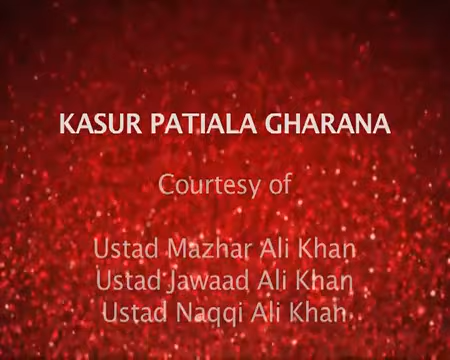 KASUR PATIALA GHARANA
Courtesy of
Ustad Mazhar Ali Khan
Ustad Jawaad Ali Khan
Ustad Naqqi Ali Khan